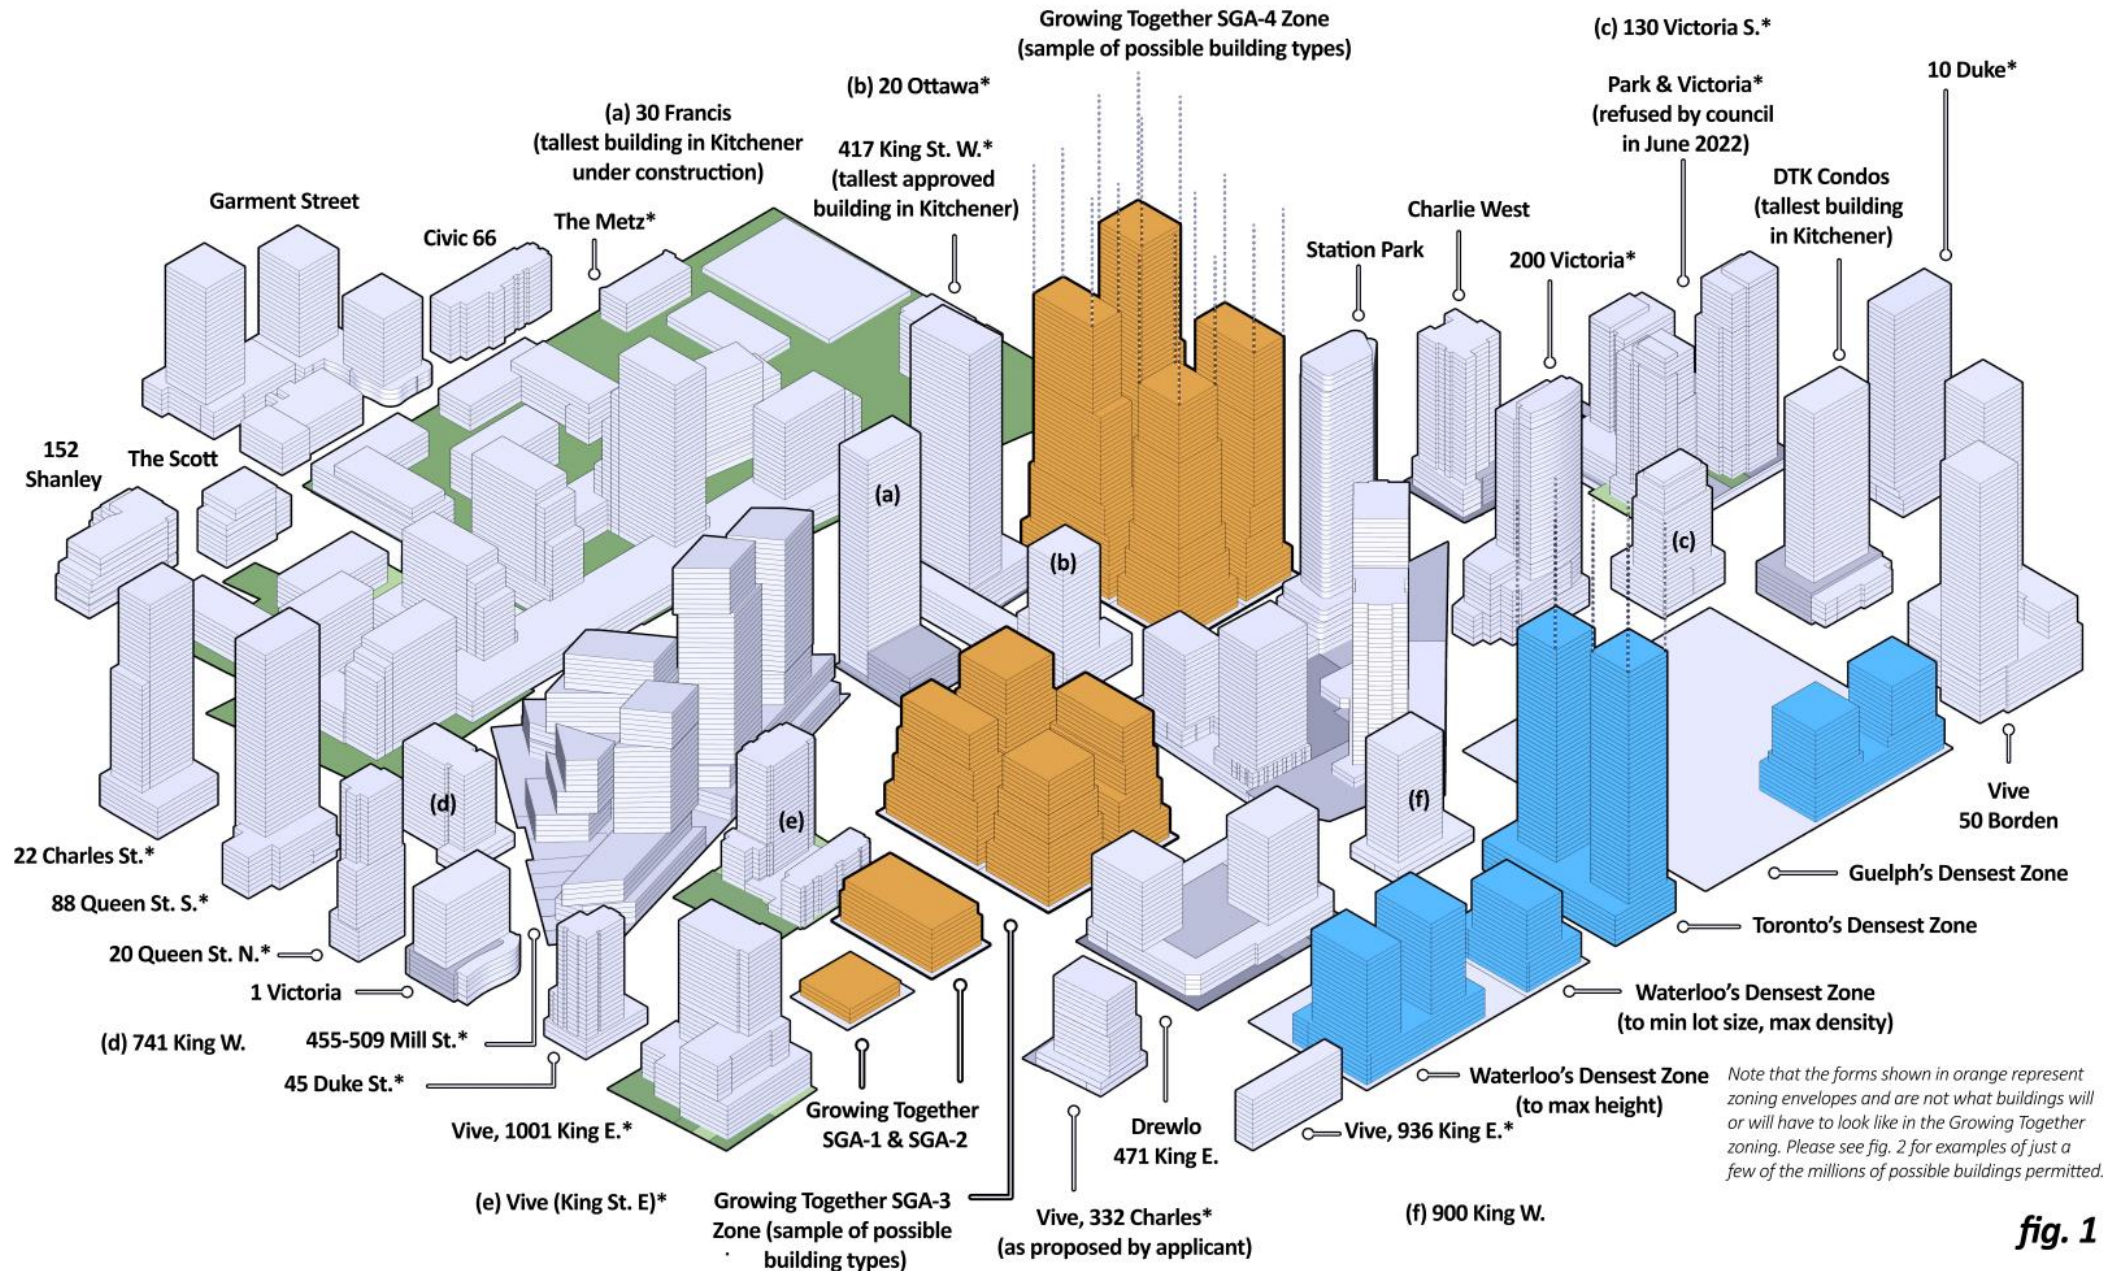 Growing Together SGA-4 Zone
(sample of possible building types)
(c) 130 Victoria S.*
(b) 20 Ottawa*
Park & Victoria*
(refused by council
in June 2022)
10 Duke*
(a) 30 Francis
(tallest building in Kitchener
under construction)
417 King St. W.*
(tallest approved
building in Kitchener)
DTK Condos
(tallest building
in Kitchener)
Garment Street
Civic 66
The Metz*
Charlie West
Station Park
200 Victoria*
152
Shanley
The Scott
(a)
(b)
(c)
(d)
(e)
(f)
Vive
50 Borden
22 Charles St.*
88 Queen St. S.*
20 Queen St. N.*
1 Victoria
(d) 741 King W.
455-509 Mill St.*
45 Duke St.*
Vive, 1001 King E.*
(e) Vive (King St. E)*
Growing Together
SGA-1 & SGA-2
Growing Together SGA-3
Zone (sample of possible
building types)
Vive, 332 Charles*
(as proposed by applicant)
Drewlo
471 King E.
Vive, 936 King E.*
(f) 900 King W.
Guelph's Densest Zone
Toronto's Densest Zone
Waterloo's Densest Zone
(to min lot size, max density)
Waterloo's Densest Zone
(to max height)
Note that the forms shown in orange represent
zoning envelopes and are not what buildings will
or will have to look like in the Growing Together
zoning. Please see fig. 2 for examples of just a
few of the millions of possible buildings permitted.
fig. 1